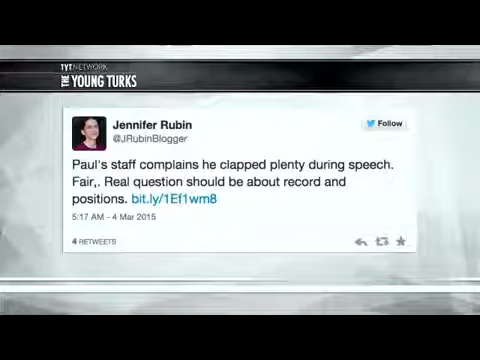 TYT NETWORK
THE YOUNG TURKS
Jennifer Rubin
@JRubinBlogger
Follow
Paul's staff complains he clapped plenty during speech.
Fair,. Real question should be about record and
positions. bit.ly/1Ef1wm8
5:17 AM - 4 Mar 2015
4 RETWEETS